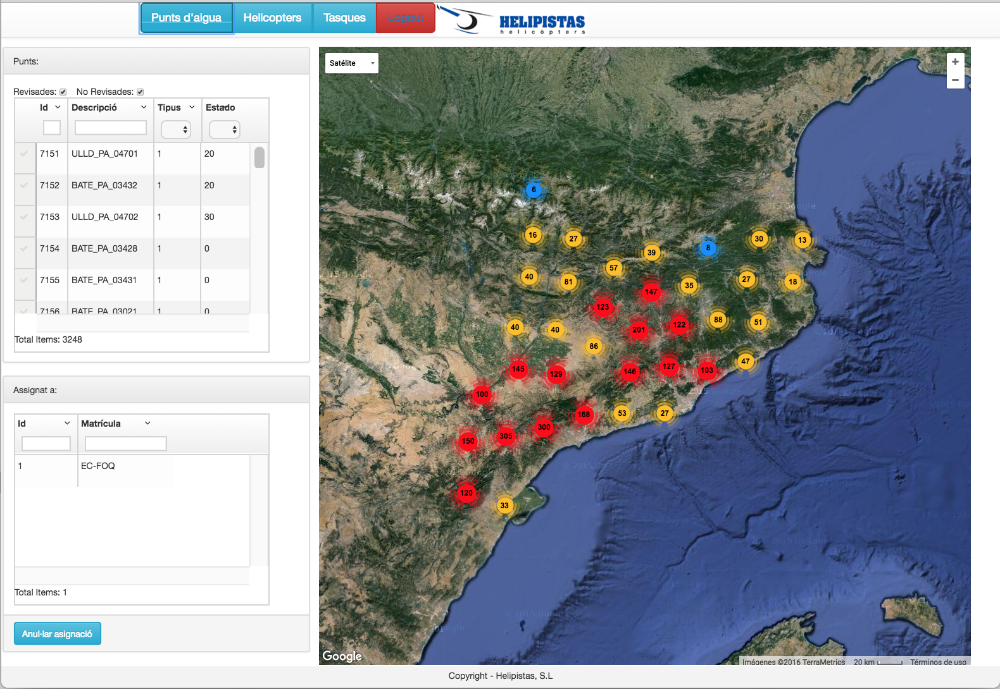 Punts d'aigua Helicopters Tasques Logout HELIPISTAS
helicòpters
Punts:
Revisades: No Revisades:
Id Descripció Tipus Estado
7151 ULLD_PA_04701 1 20
7152 BATE_PA_03432 1 20
7153 ULLD_PA_04702 1 30
7154 BATE_PA_03428 1 0
7155 BATE_PA_03431 1 0
7156 BATE_PA_03021 1 0
Total Items: 3248
Assignat a:
Id Matrícula
1 EC-FOQ
Total Items: 1
Anul·lar asignació
Satélite
+
−
6
16
27
30
13
8
39
57
40
81
27
18
35
147
123
88
51
40
40
201
122
86
47
145
129
146
127
103
100
168
53
27
150
305
300
120
33
Google
Imágenes ©2016 TerraMetrics 20 km Términos de uso
Copyright - Helipistas, S.L